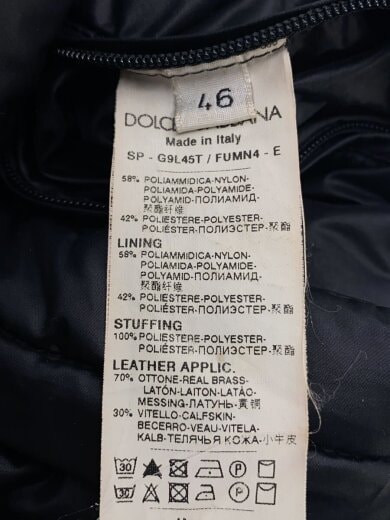 46
DOLC ANA
Made in Italy
SP - G9L45T / FUMN4 - E
58% POLIAMMIDICA-NYLON-
POLIAMIDA-POLYAMIDE-
POLYAMID-ПОЛИАМИД-
聚酰纤维
42% POLIESTERE-POLYESTER-
POLIÉSTER-ПОЛИЭСТЕР-聚酯
LINING
58% POLIAMMIDICA-NYLON-
POLIAMIDA-POLYAMIDE-
POLYAMID-ПОЛИАМИД-
聚酰纤维
42% POLIESTERE-POLYESTER-
POLIÉSTER-ПОЛИЭСТЕР-聚酯
STUFFING
100% POLIESTERE-POLYESTER-
POLIÉSTER-ПОЛИЭСТЕР-聚酯
LEATHER APPLIC.
70% OTTONE-REAL BRASS-
LATÓN-LAITON-LATÃO-
MESSING-ЛАТУНЬ-黄铜
30% VITELLO-CALFSKIN-
BECERRO-VEAU-VITELA-
KALB-ТЕЛЯЧЬЯ КОЖА-小牛皮
30 P
30 P